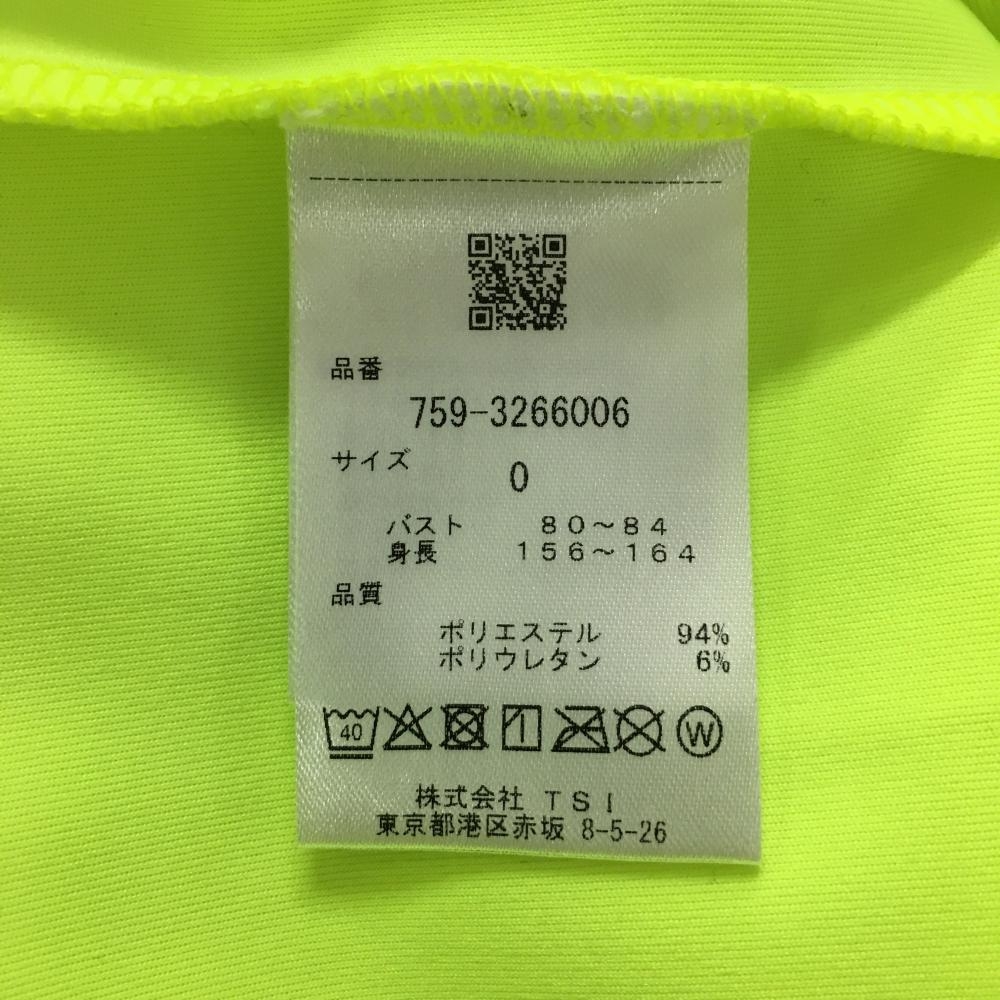 品番
759-3266006
サイズ
0
バスト 80～84
身長 156～164
品質
ポリエステル 94%
ポリウレタン 6%
40
W
株式会社 TSI
東京都港区赤坂 8-5-26